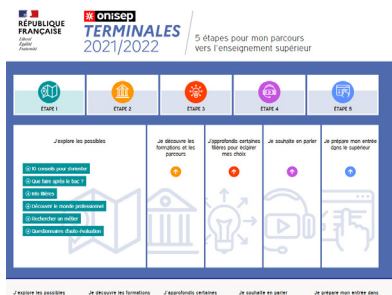 RÉPUBLIQUE
FRANÇAISE
Liberté
Égalité
Fraternité
onisep
TERMINALES
2021/2022
5 étapes pour mon parcours
vers l'enseignement supérieur
ÉTAPE 1
ÉTAPE 2
ÉTAPE 3
ÉTAPE 4
ÉTAPE 5
J'explore les possibles
10 conseils pour s'orienter
Que faire après le bac ?
Info filières
Découvrir le monde professionnel
Rechercher un métier
Questionnaires d'auto-évaluation
Je découvre les
formations et les
parcours
J'approfondis certaines
filières pour éclairer
mes choix
Je souhaite en parler
Je prépare mon entrée
dans le supérieur
J'explore les possibles
Je découvre les formations
J'approfondis certaines
Je souhaite en parler
Je prépare mon entrée dans